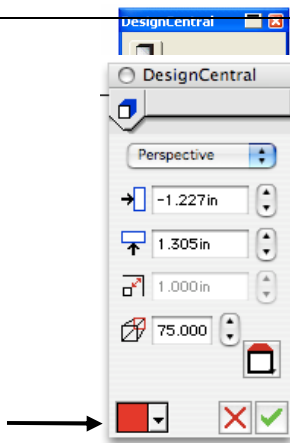 DesignCentral
DesignCentral
Perspective
-1.227in
1.305in
1.000in
75.000